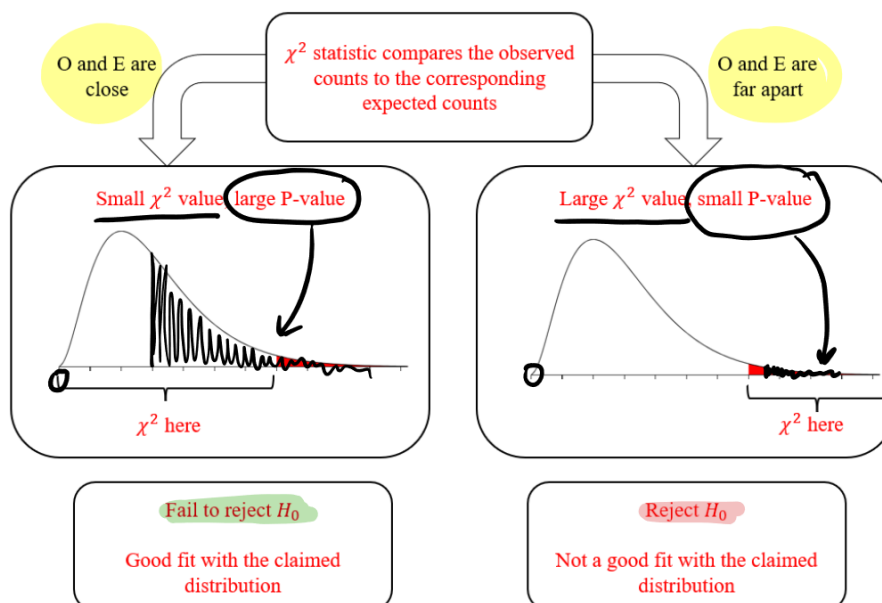 χ² statistic compares the observed
counts to the corresponding
expected counts
O and E are
close
O and E are
far apart
Small χ² value, large P-value
χ² here
Large χ² value, small P-value
χ² here
Fail to reject H₀
Good fit with the claimed
distribution
Reject H₀
Not a good fit with the claimed
distribution
0
0